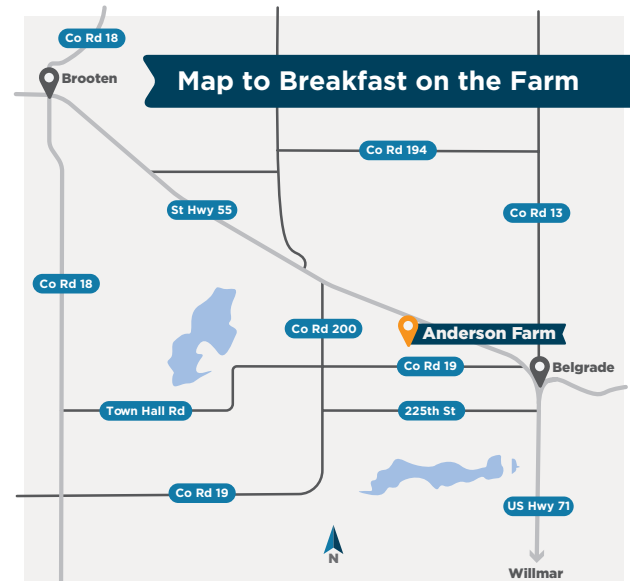 Co Rd 18
Brooten
Map to Breakfast on the Farm
Co Rd 194
St Hwy 55
Co Rd 13
Co Rd 18
Co Rd 200
Anderson Farm
Co Rd 19
Belgrade
Town Hall Rd
225th St
Co Rd 19
US Hwy 71
N
Willmar